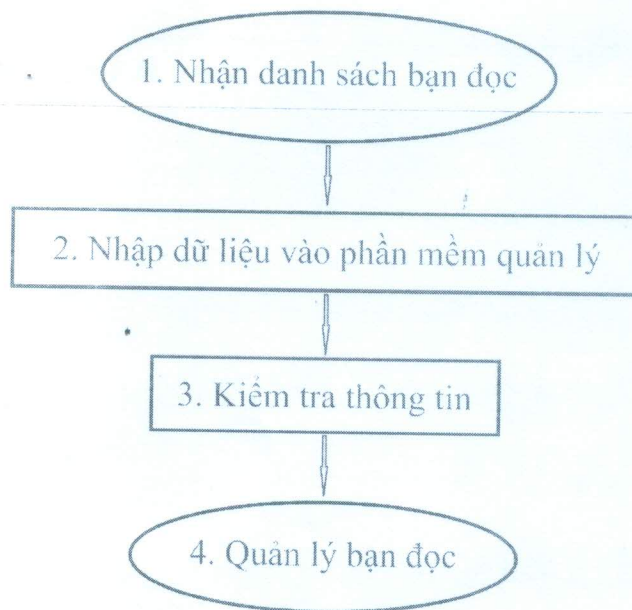 1. Nhận danh sách bạn đọc
2. Nhập dữ liệu vào phần mềm quản lý
3. Kiểm tra thông tin
4. Quản lý bạn đọc